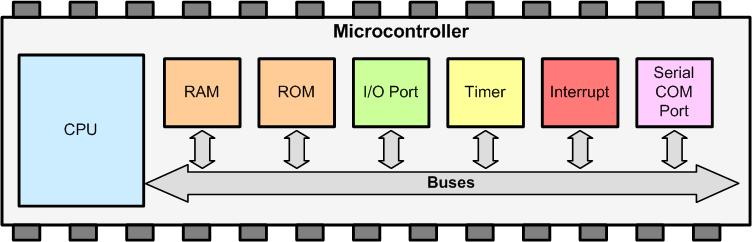 Microcontroller
CPU
RAM
ROM
I/O Port
Timer
Interrupt
Serial
COM
Port
Buses